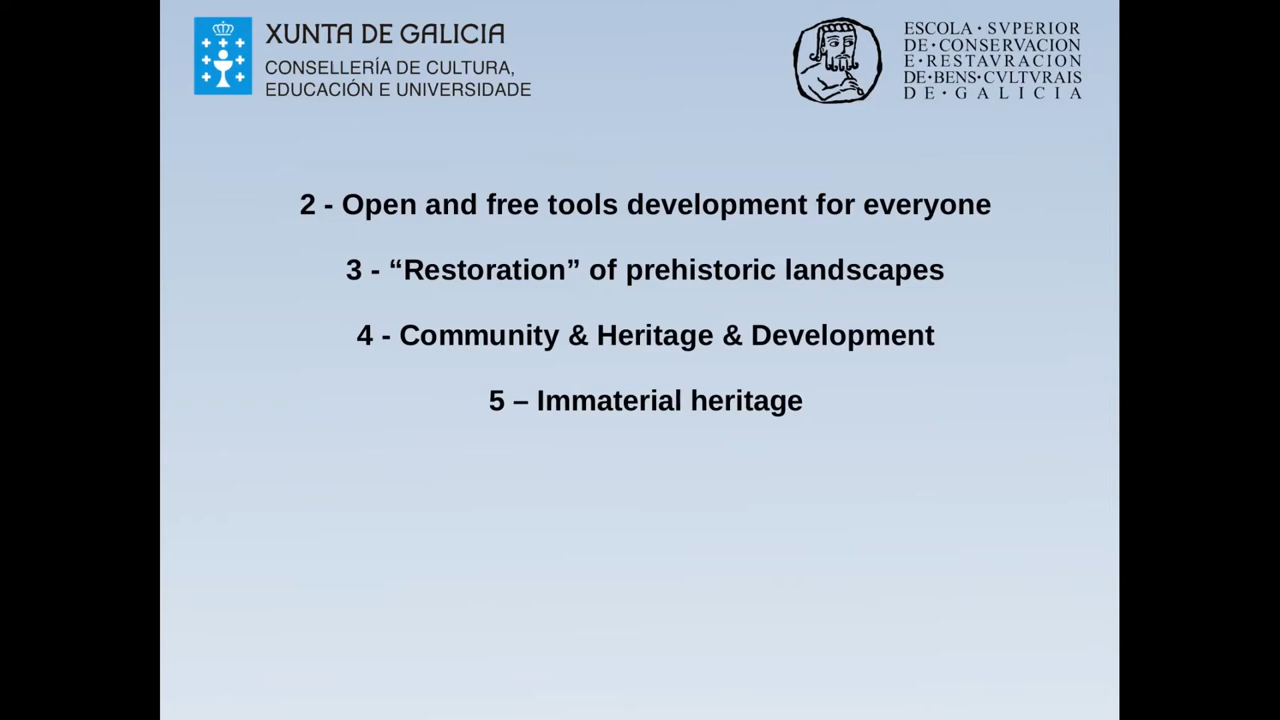 XUNTA DE GALICIA
CONSELLERÍA DE CULTURA,
EDUCACIÓN E UNIVERSIDADE
ESCOLA · SVPERIOR
DE · CONSERVACION
E · RESTAVRACION
DE · BENS · CVLTVRAIS
DE · GALICIA
2 - Open and free tools development for everyone
3 - “Restoration” of prehistoric landscapes
4 - Community & Heritage & Development
5 – Immaterial heritage